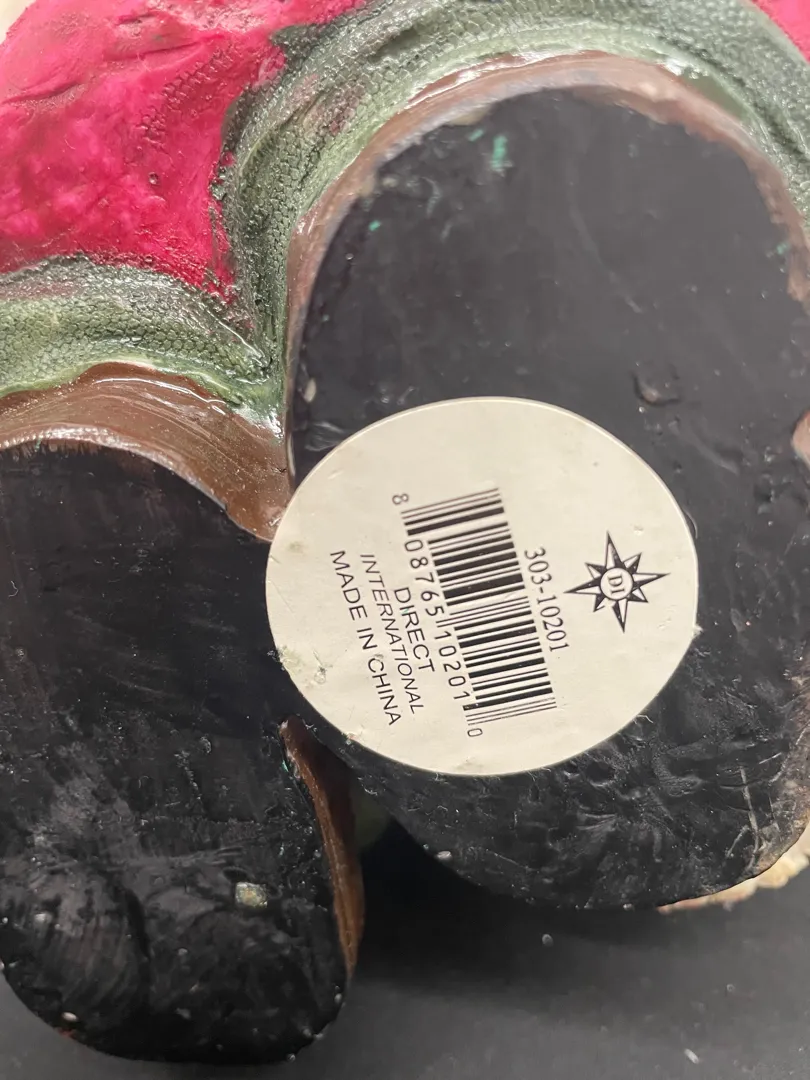 DI
303-10201
8 08765 10201 0
DIRECT
INTERNATIONAL
MADE IN CHINA